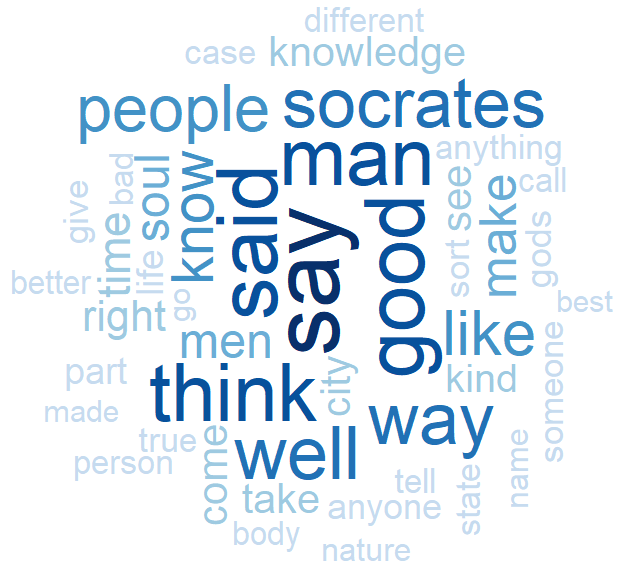 different
case
knowledge
people
socrates
man
anything
call
give
bad
soul
know
said
say
good
see
make
sort
gods
time
life
go
better
best
right
men
like
city
kind
someone
part
think
way
made
true
well
person
come
take
tell
anyone
state
name
body
nature